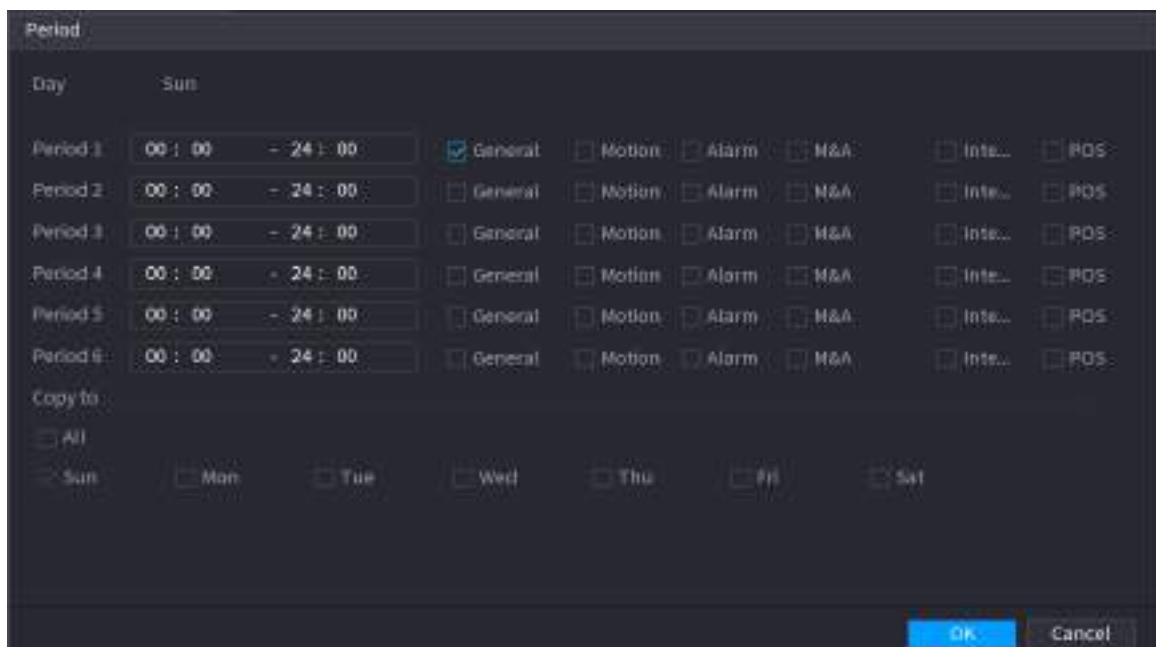 Period
Day Sun
Period 1 00 : 00 - 24 : 00 General Motion Alarm M&A Inte... POS
Period 2 00 : 00 - 24 : 00 General Motion Alarm M&A Inte... POS
Period 3 00 : 00 - 24 : 00 General Motion Alarm M&A Inte... POS
Period 4 00 : 00 - 24 : 00 General Motion Alarm M&A Inte... POS
Period 5 00 : 00 - 24 : 00 General Motion Alarm M&A Inte... POS
Period 6 00 : 00 - 24 : 00 General Motion Alarm M&A Inte... POS
Copy to
All
Sun Mon Tue Wed Thu Fri Sat
OK Cancel